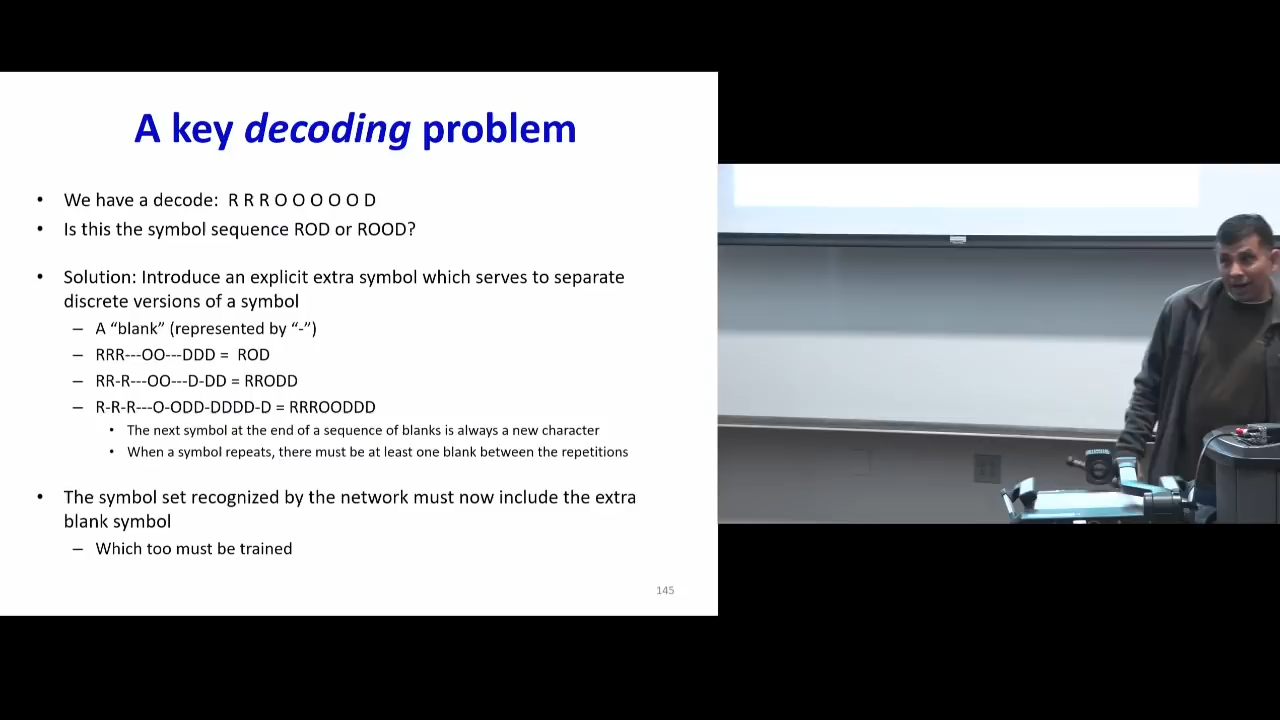 A key decoding problem
• We have a decode: R R R O O O O O D
• Is this the symbol sequence ROD or ROOD?
• Solution: Introduce an explicit extra symbol which serves to separate
discrete versions of a symbol
– A “blank” (represented by “-”)
– RRR---OO---DDD = ROD
– RR-R---OO---D-DD = RRODD
– R-R-R---O-ODD-DDDD-D = RRROODDD
• The next symbol at the end of a sequence of blanks is always a new character
• When a symbol repeats, there must be at least one blank between the repetitions
• The symbol set recognized by the network must now include the extra
blank symbol
– Which too must be trained
145